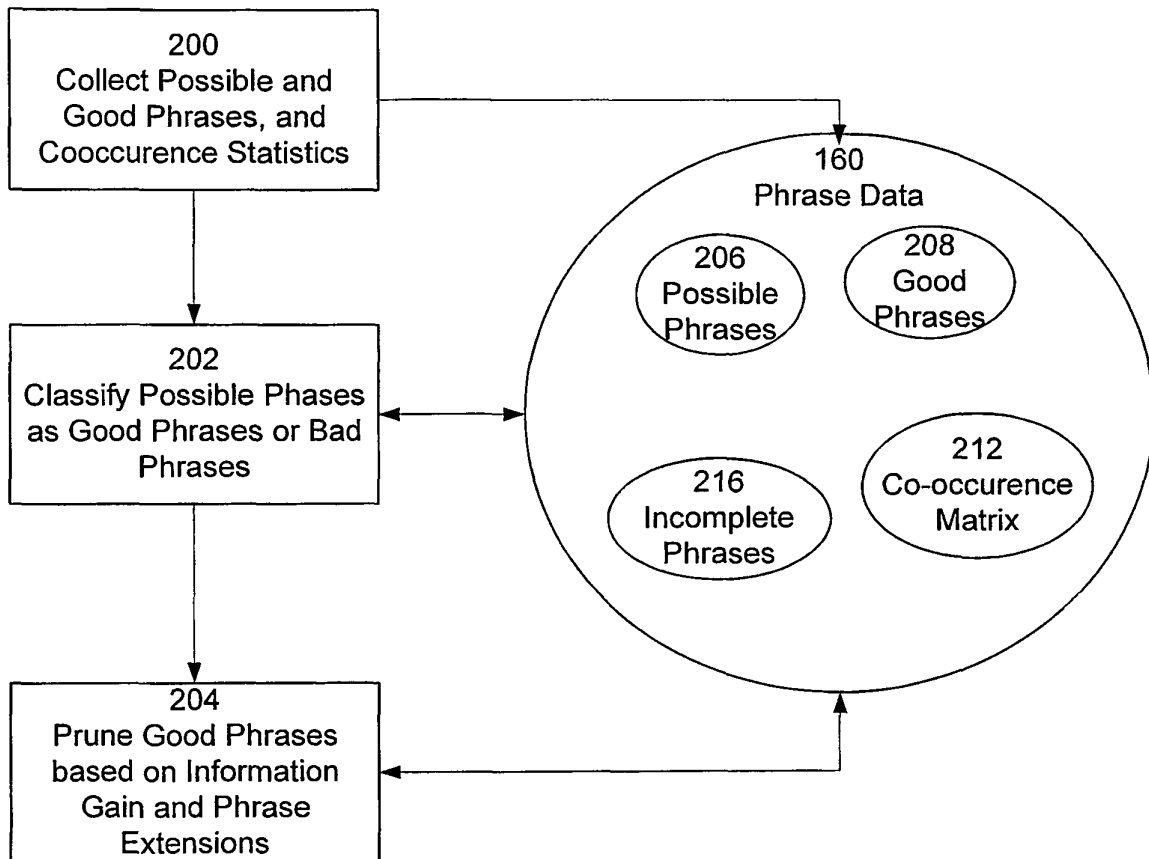 200
Collect Possible and
Good Phrases, and
Cooccurence Statistics
160
Phrase Data
206
Possible
Phrases
208
Good
Phrases
202
Classify Possible Phases
as Good Phrases or Bad
Phrases
212
Co-occurence
Matrix
216
Incomplete
Phrases
204
Prune Good Phrases
based on Information
Gain and Phrase
Extensions